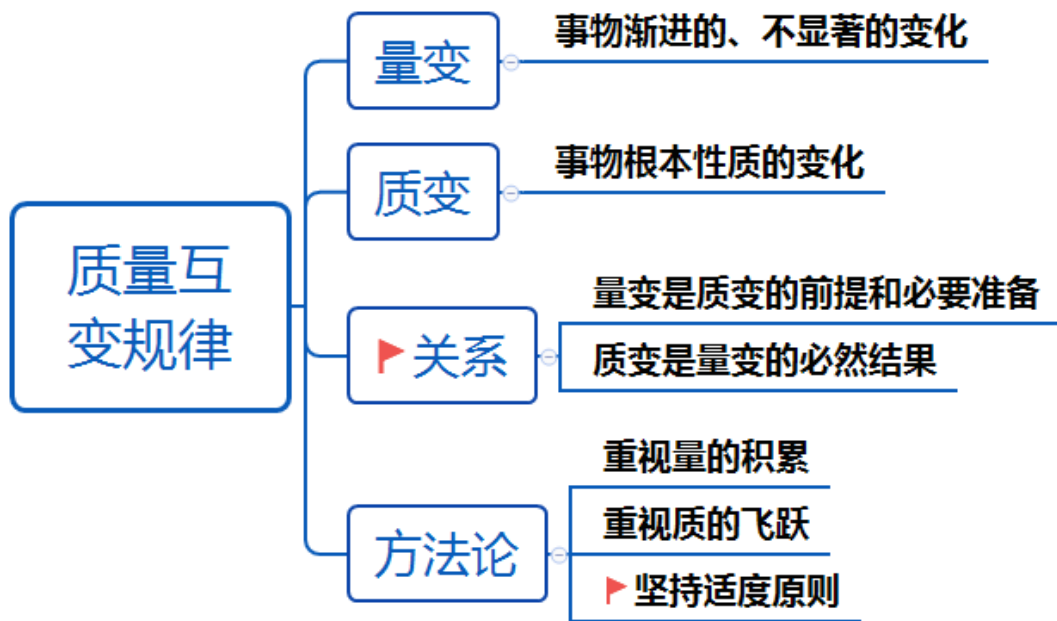 质量互
变规律
量变
事物渐进的、不显著的变化
质变
事物根本性质的变化
关系
量变是质变的前提和必要准备
质变是量变的必然结果
方法论
重视量的积累
重视质的飞跃
坚持适度原则